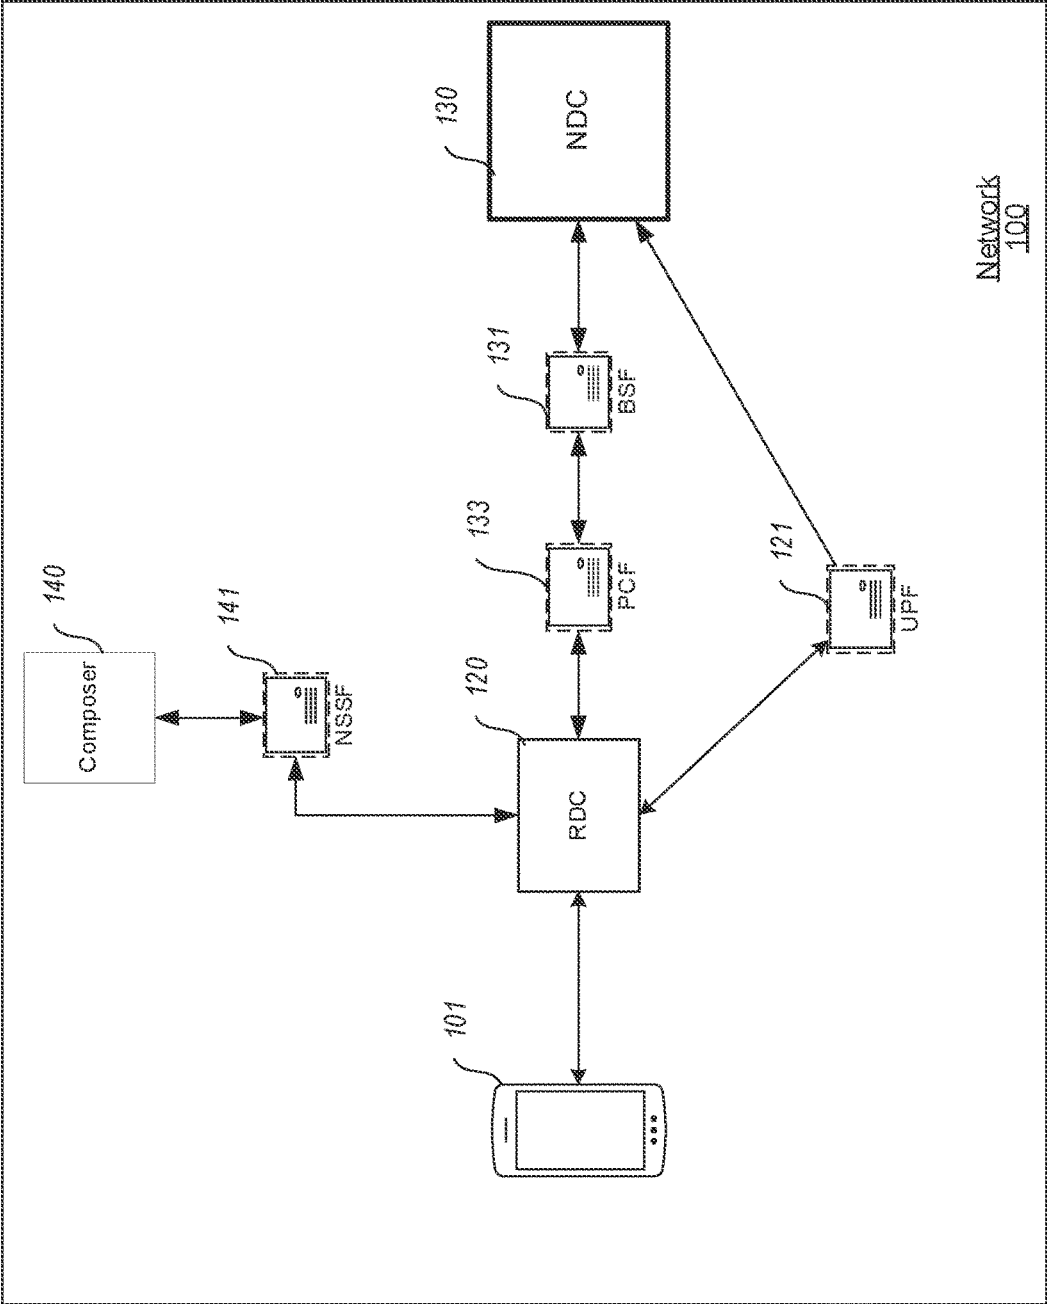 Composer
140
NSSF
141
101
RDC
120
PCF
133
BSF
131
NDC
130
UPF
121
Network
100